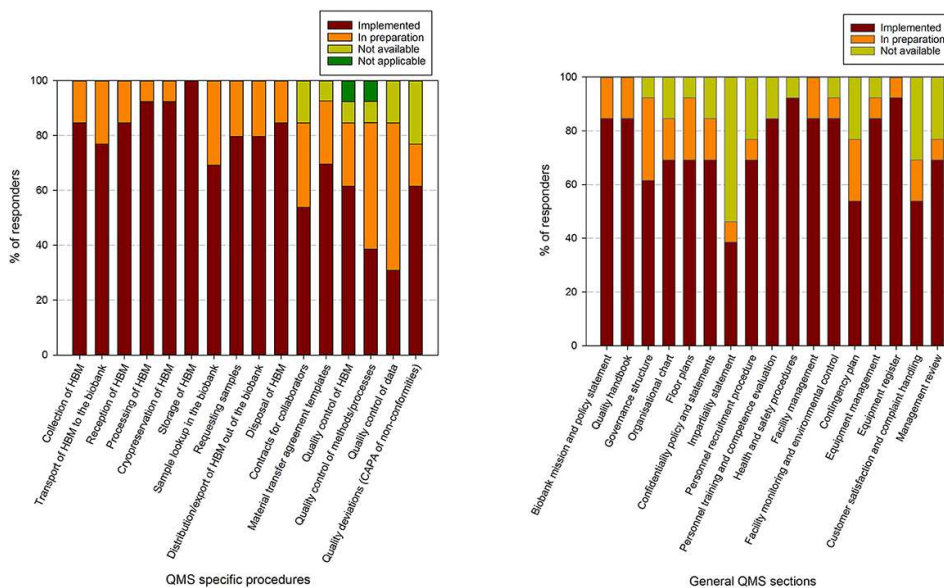 Implemented
In preparation
Not available
Not applicable
% of responders
100
80
60
40
20
0
Collection of HBM
Transport of HBM to the biobank
Reception of HBM
Processing of HBM
Cryopreservation of HBM
Storage of HBM
Sample lookup in the biobank
Requesting samples
Distribution/export of HBM out of the biobank
Disposal of HBM
Contracts for collaborators
Material transfer agreement templates
Quality control of HBM
Quality control of methods/processes
Quality control of data
Quality deviations (CAPA of non-conformities)
QMS specific procedures
Implemented
In preparation
Not available
% of responders
100
80
60
40
20
0
Biobank mission and policy statement
Quality handbook
Governance structure
Organisational chart
Floor plans
Confidentiality policy and statements
Impartiality statement
Personnel recruitment procedure
Personnel training and competence evaluation
Health and safety procedures
Facility management
Facility monitoring and environmental control
Contingency plan
Equipment management
Equipment register
Customer satisfaction and complaint handling
Management review
General QMS sections